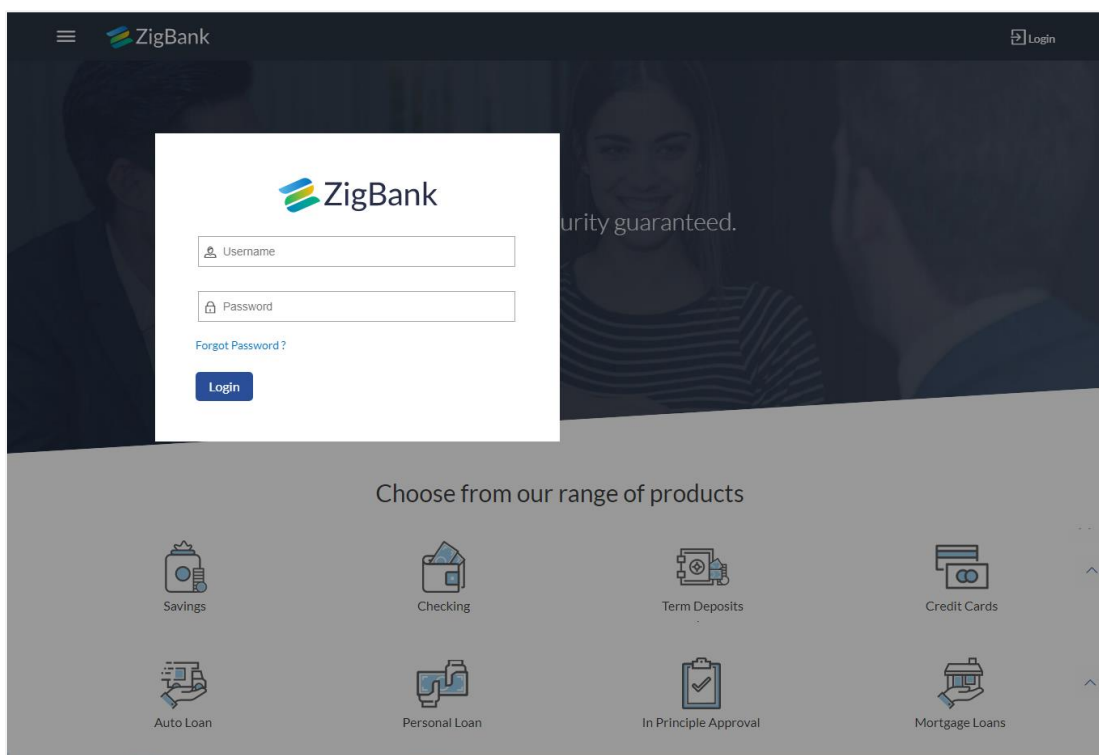 ZigBank
Login
ZigBank
urity guaranteed.
Username
Password
Forgot Password ?
Login
Choose from our range of products
Savings
Checking
Term Deposits
Credit Cards
Auto Loan
Personal Loan
In Principle Approval
Mortgage Loans